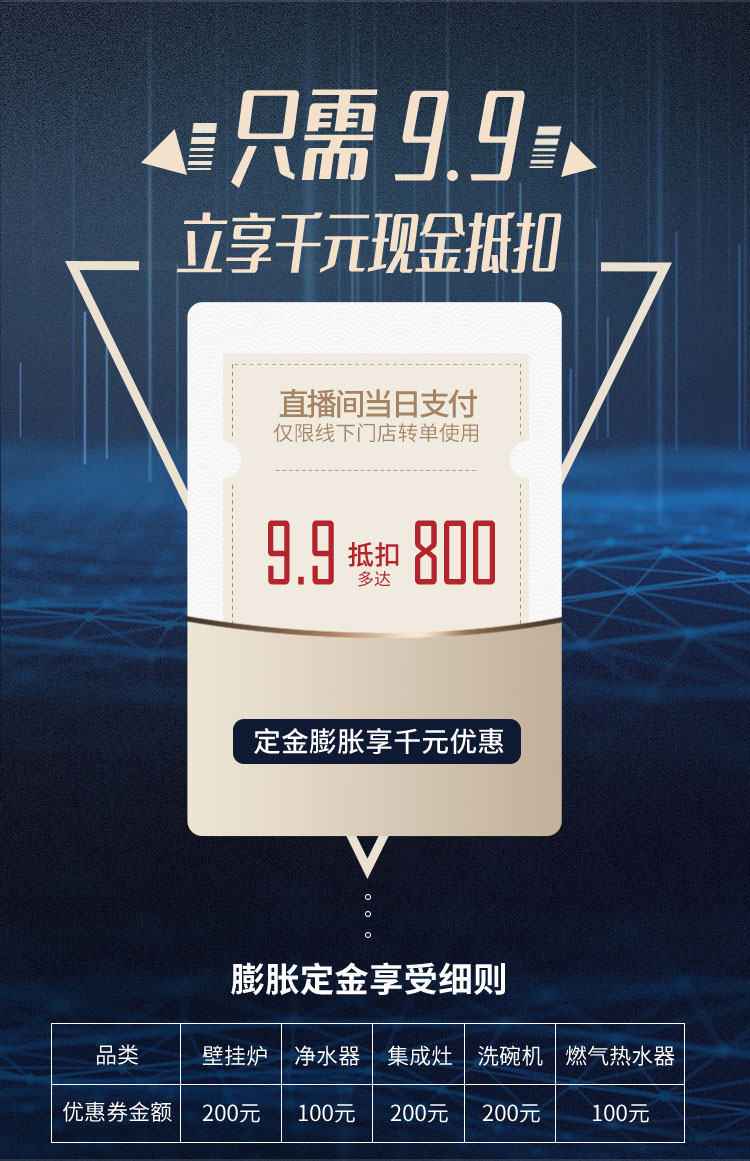 只需 9.9
立享千元现金抵扣
直播间当日支付
仅限线下门店转单使用
9.9 抵扣 多达 800
定金膨胀享千元优惠
膨胀定金享受细则
品类 壁挂炉 净水器 集成灶 洗碗机 燃气热水器
优惠券金额 200元 100元 200元 200元 100元